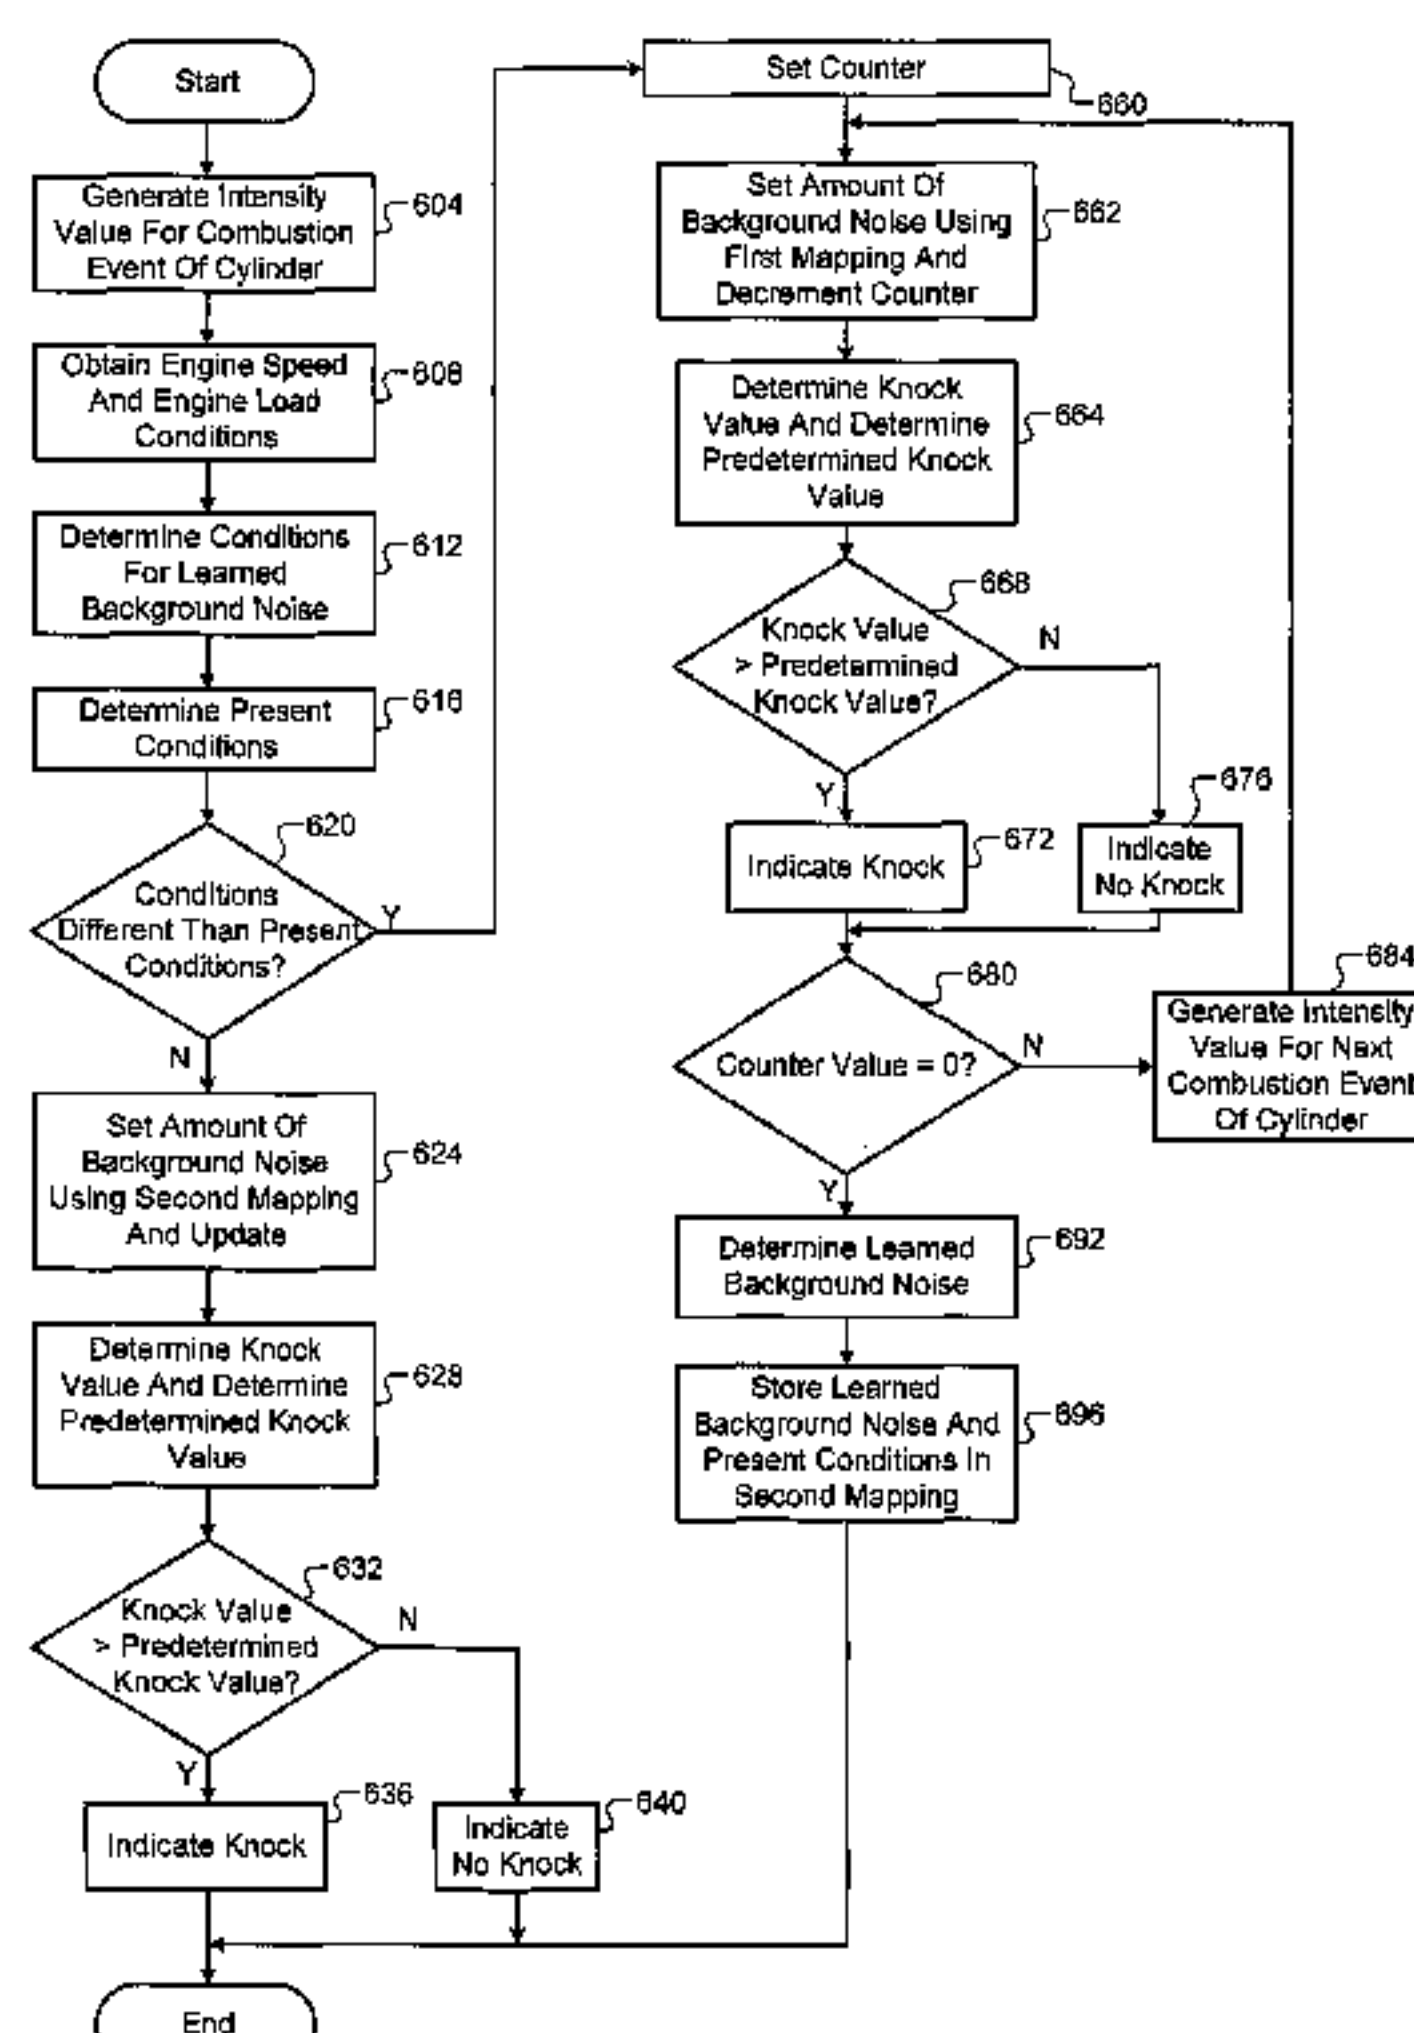 Start
Generate Intensity
Value For Combustion
Event Of Cylinder
604
Obtain Engine Speed
And Engine Load
Conditions
608
Determine Conditions
For Learned
Background Noise
612
Determine Present
Conditions
616
620
Conditions
Different Than Present
Conditions?
Y
N
Set Amount Of
Background Noise
Using Second Mapping
And Update
624
Determine Knock
Value And Determine
Predetermined Knock
Value
628
632
Knock Value
> Predetermined
Knock Value?
N
Y
Indicate Knock
636
Indicate
No Knock
640
End
Set Counter
660
Set Amount Of
Background Noise Using
First Mapping And
Decrement Counter
662
Determine Knock
Value And Determine
Predetermined Knock
Value
664
668
Knock Value
> Predetermined
Knock Value?
N
Y
Indicate Knock
672
Indicate
No Knock
676
680
Counter Value = 0?
N
Y
Generate Intensity
Value For Next
Combustion Event
Of Cylinder
684
Determine Learned
Background Noise
692
Store Learned
Background Noise And
Present Conditions In
Second Mapping
696